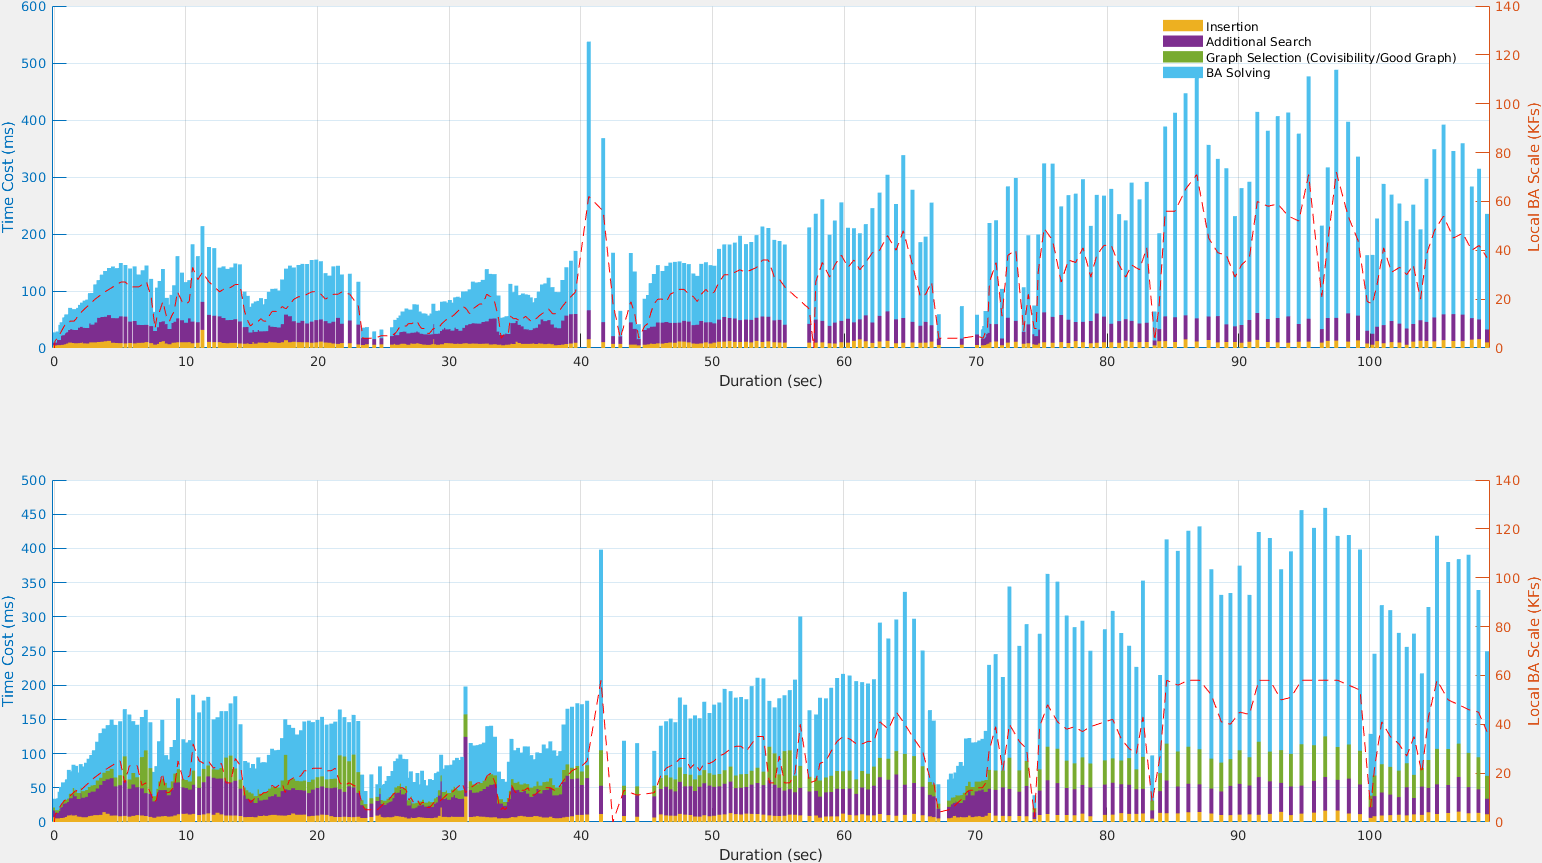 600
500
400
300
200
100
0
Time Cost (ms)
140
120
100
80
60
40
20
0
Local BA Scale (KFs)
Insertion
Additional Search
Graph Selection (Covisibility/Good Graph)
BA Solving
0 10 20 30 40 50 60 70 80 90 100
Duration (sec)
500
450
400
350
300
250
200
150
100
50
0
Time Cost (ms)
140
120
100
80
60
40
20
0
Local BA Scale (KFs)
0 10 20 30 40 50 60 70 80 90 100
Duration (sec)